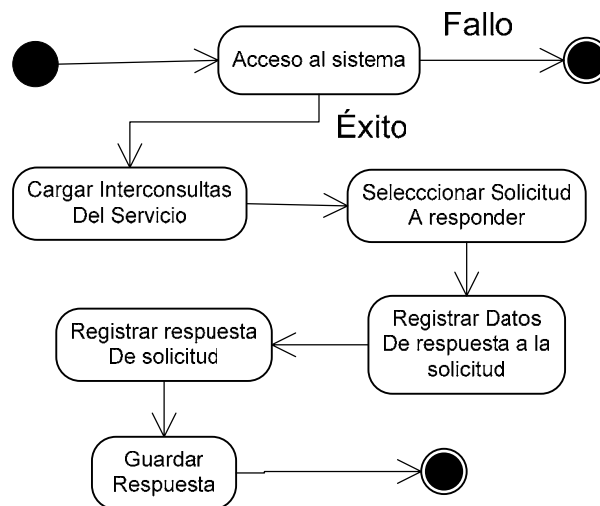 Fallo
Acceso al sistema
Éxito
Cargar Interconsultas
Del Servicio
Selecccionar Solicitud
A responder
Registrar Datos
De respuesta a la
solicitud
Registrar respuesta
De solicitud
Guardar
Respuesta